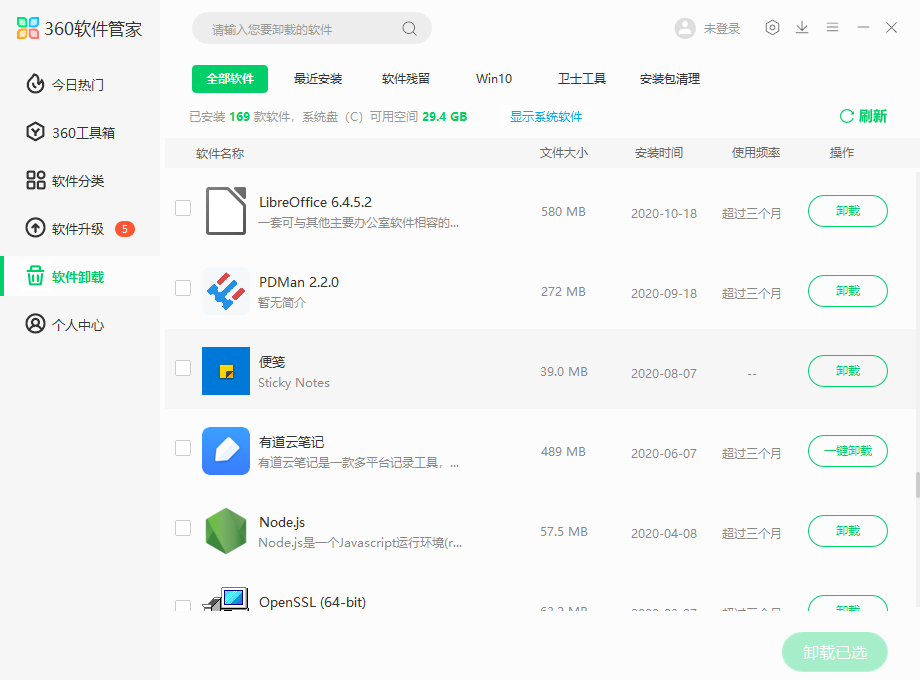 360软件管家
请输入您要卸载的软件
未登录
今日热门
360工具箱
软件分类
软件升级 5
软件卸载
个人中心
全部软件 最近安装 软件残留 Win10 卫士工具 安装包清理
已安装 169 款软件，系统盘（C）可用空间 29.4 GB 显示系统软件 刷新
软件名称 文件大小 安装时间 使用频率 操作
LibreOffice 6.4.5.2
一套可与其他主要办公室软件相容的...
580 MB 2020-10-18 超过三个月 卸载
PDMan 2.2.0
暂无简介
272 MB 2020-09-18 超过三个月 卸载
便笺
Sticky Notes
39.0 MB 2020-08-07 -- 卸载
有道云笔记
有道云笔记是一款多平台记录工具，...
489 MB 2020-06-07 超过三个月 一键卸载
Node.js
Node.js是一个Javascript运行环境(r...
57.5 MB 2020-04-08 超过三个月 卸载
OpenSSL (64-bit)
超过三个月 卸载
卸载已选